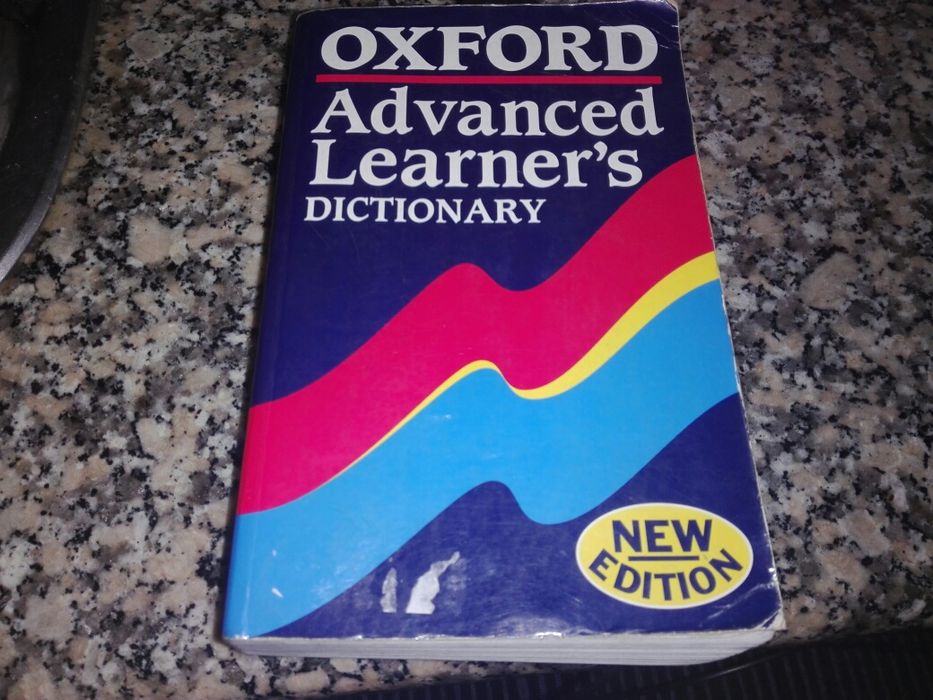 OXFORD
Advanced
Learner's
DICTIONARY
NEW
EDITION